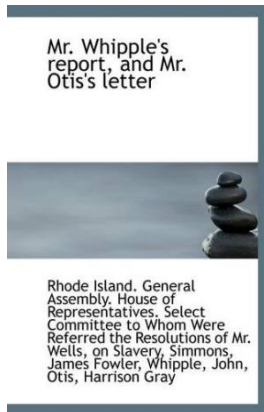 Mr. Whipple's
report, and Mr.
Otis's letter
Rhode Island. General
Assembly. House of
Representatives. Select
Committee to Whom Were
Referred the Resolutions of Mr.
Wells, on Slavery, Simmons,
James Fowler, Whipple, John,
Otis, Harrison Gray